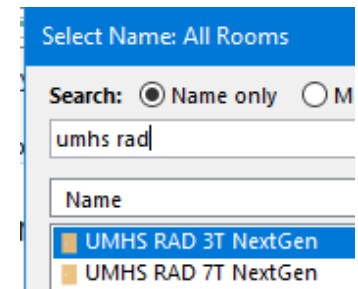 Select Name: All Rooms
Search: Name only M
umhs rad
Name
UMHS RAD 3T NextGen
UMHS RAD 7T NextGen